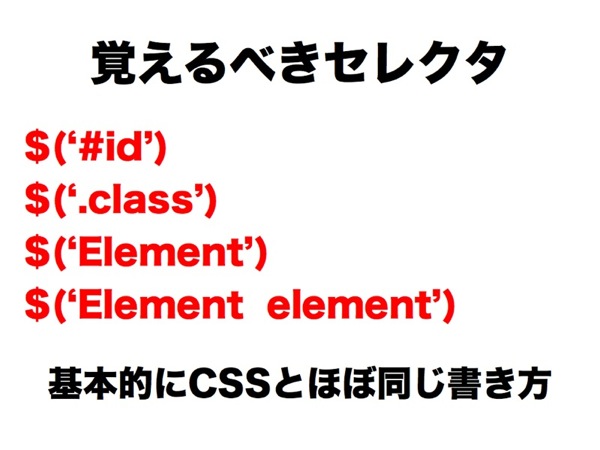 覚えるべきセレクタ
$(‘#id’)
$(‘.class’)
$(‘Element’)
$(‘Element element’)
基本的にCSSとほぼ同じ書き方